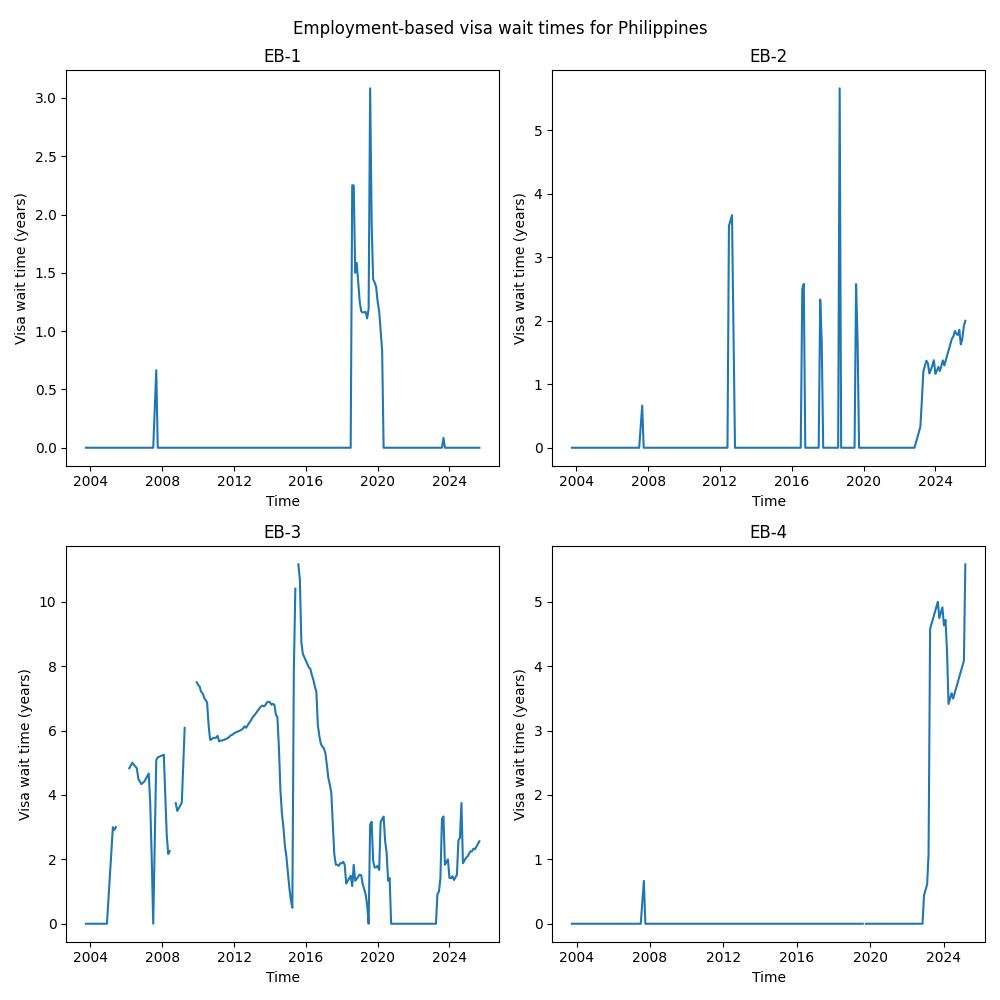 Employment-based visa wait times for Philippines
EB-1
3.0
2.5
2.0
1.5
1.0
0.5
0.0
Visa wait time (years)
2004 2008 2012 2016 2020 2024
Time
EB-2
5
4
3
2
1
0
Visa wait time (years)
2004 2008 2012 2016 2020 2024
Time
EB-3
10
8
6
4
2
0
Visa wait time (years)
2004 2008 2012 2016 2020 2024
Time
EB-4
5
4
3
2
1
0
Visa wait time (years)
2004 2008 2012 2016 2020 2024
Time